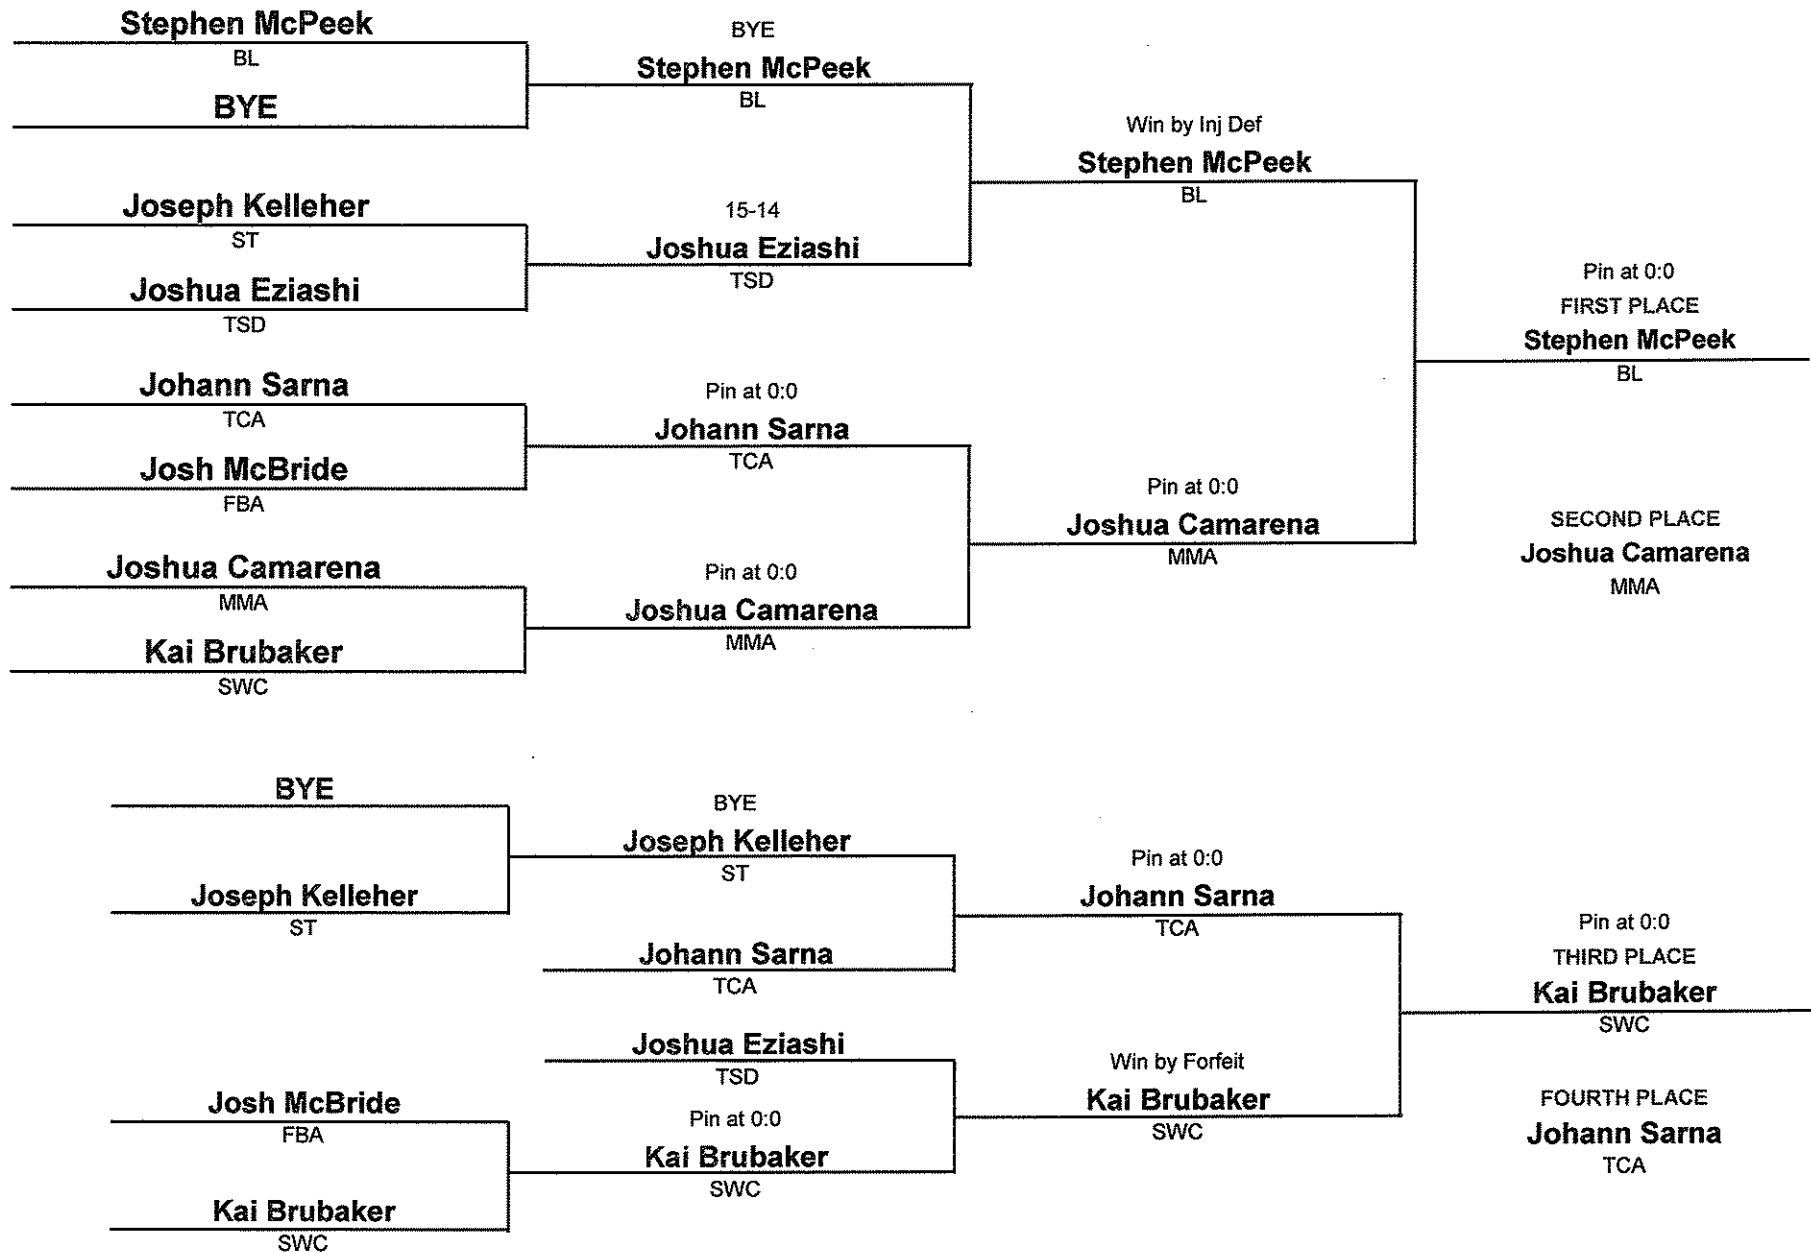 Stephen McPeek
BL
BYE
Joseph Kelleher
ST
Joshua Eziashi
TSD
Johann Sarna
TCA
Josh McBride
FBA
Joshua Camarena
MMA
Kai Brubaker
SWC
BYE
Stephen McPeek
BL
15-14
Joshua Eziashi
TSD
Pin at 0:0
Johann Sarna
TCA
Pin at 0:0
Joshua Camarena
MMA
Win by Inj Def
Stephen McPeek
BL
Pin at 0:0
Joshua Camarena
MMA
Pin at 0:0
FIRST PLACE
Stephen McPeek
BL
SECOND PLACE
Joshua Camarena
MMA
BYE
Joseph Kelleher
ST
Josh McBride
FBA
Kai Brubaker
SWC
BYE
Joseph Kelleher
ST
Johann Sarna
TCA
Joshua Eziashi
TSD
Pin at 0:0
Kai Brubaker
SWC
Pin at 0:0
Johann Sarna
TCA
Win by Forfeit
Kai Brubaker
SWC
Pin at 0:0
THIRD PLACE
Kai Brubaker
SWC
FOURTH PLACE
Johann Sarna
TCA